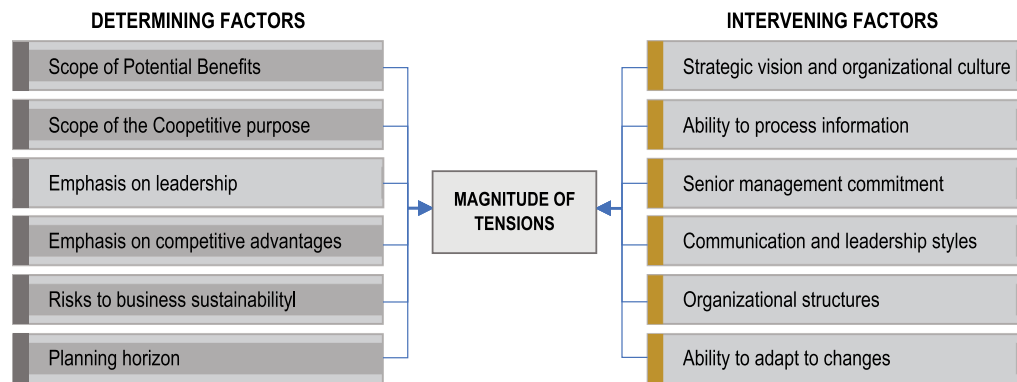 DETERMINING FACTORS
Scope of Potential Benefits
Scope of the Coopetitive purpose
Emphasis on leadership
Emphasis on competitive advantages
Risks to business sustainabilityl
Planning horizon
MAGNITUDE OF
TENSIONS
INTERVENING FACTORS
Strategic vision and organizational culture
Ability to process information
Senior management commitment
Communication and leadership styles
Organizational structures
Ability to adapt to changes